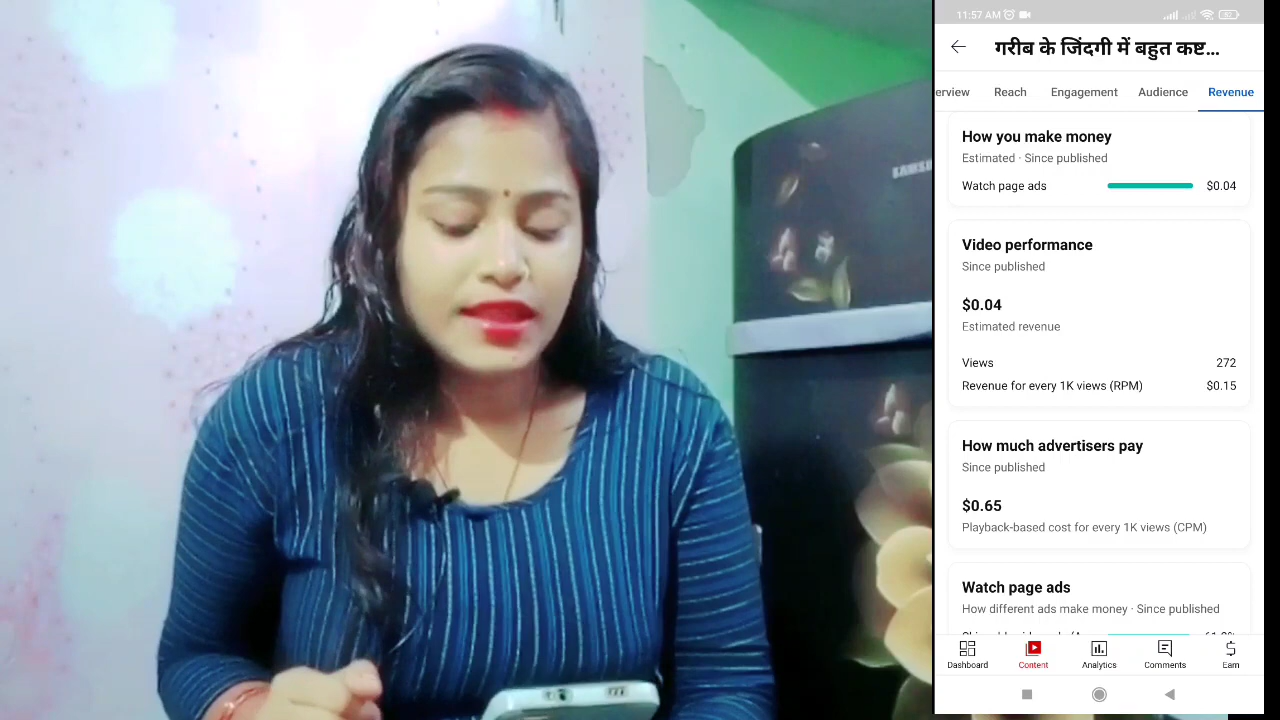 SAMSU
11:57 AM
गरीब के जिंदगी में बहुत कष्ट...
erview Reach Engagement Audience Revenue
How you make money
Estimated · Since published
Watch page ads $0.04
Video performance
Since published
$0.04
Estimated revenue
Views 272
Revenue for every 1K views (RPM) $0.15
How much advertisers pay
Since published
$0.65
Playback-based cost for every 1K views (CPM)
Watch page ads
How different ads make money · Since published
Dashboard Content Analytics Comments Earn